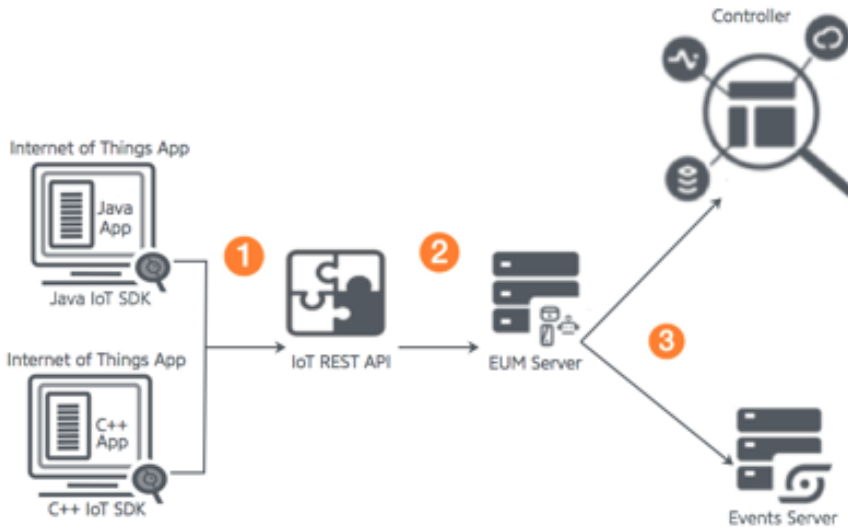 Controller
Internet of Things App
Java
App
Java IoT SDK
1
2
IoT REST API
EUM Server
3
Internet of Things App
C++
App
C++ IoT SDK
Events Server